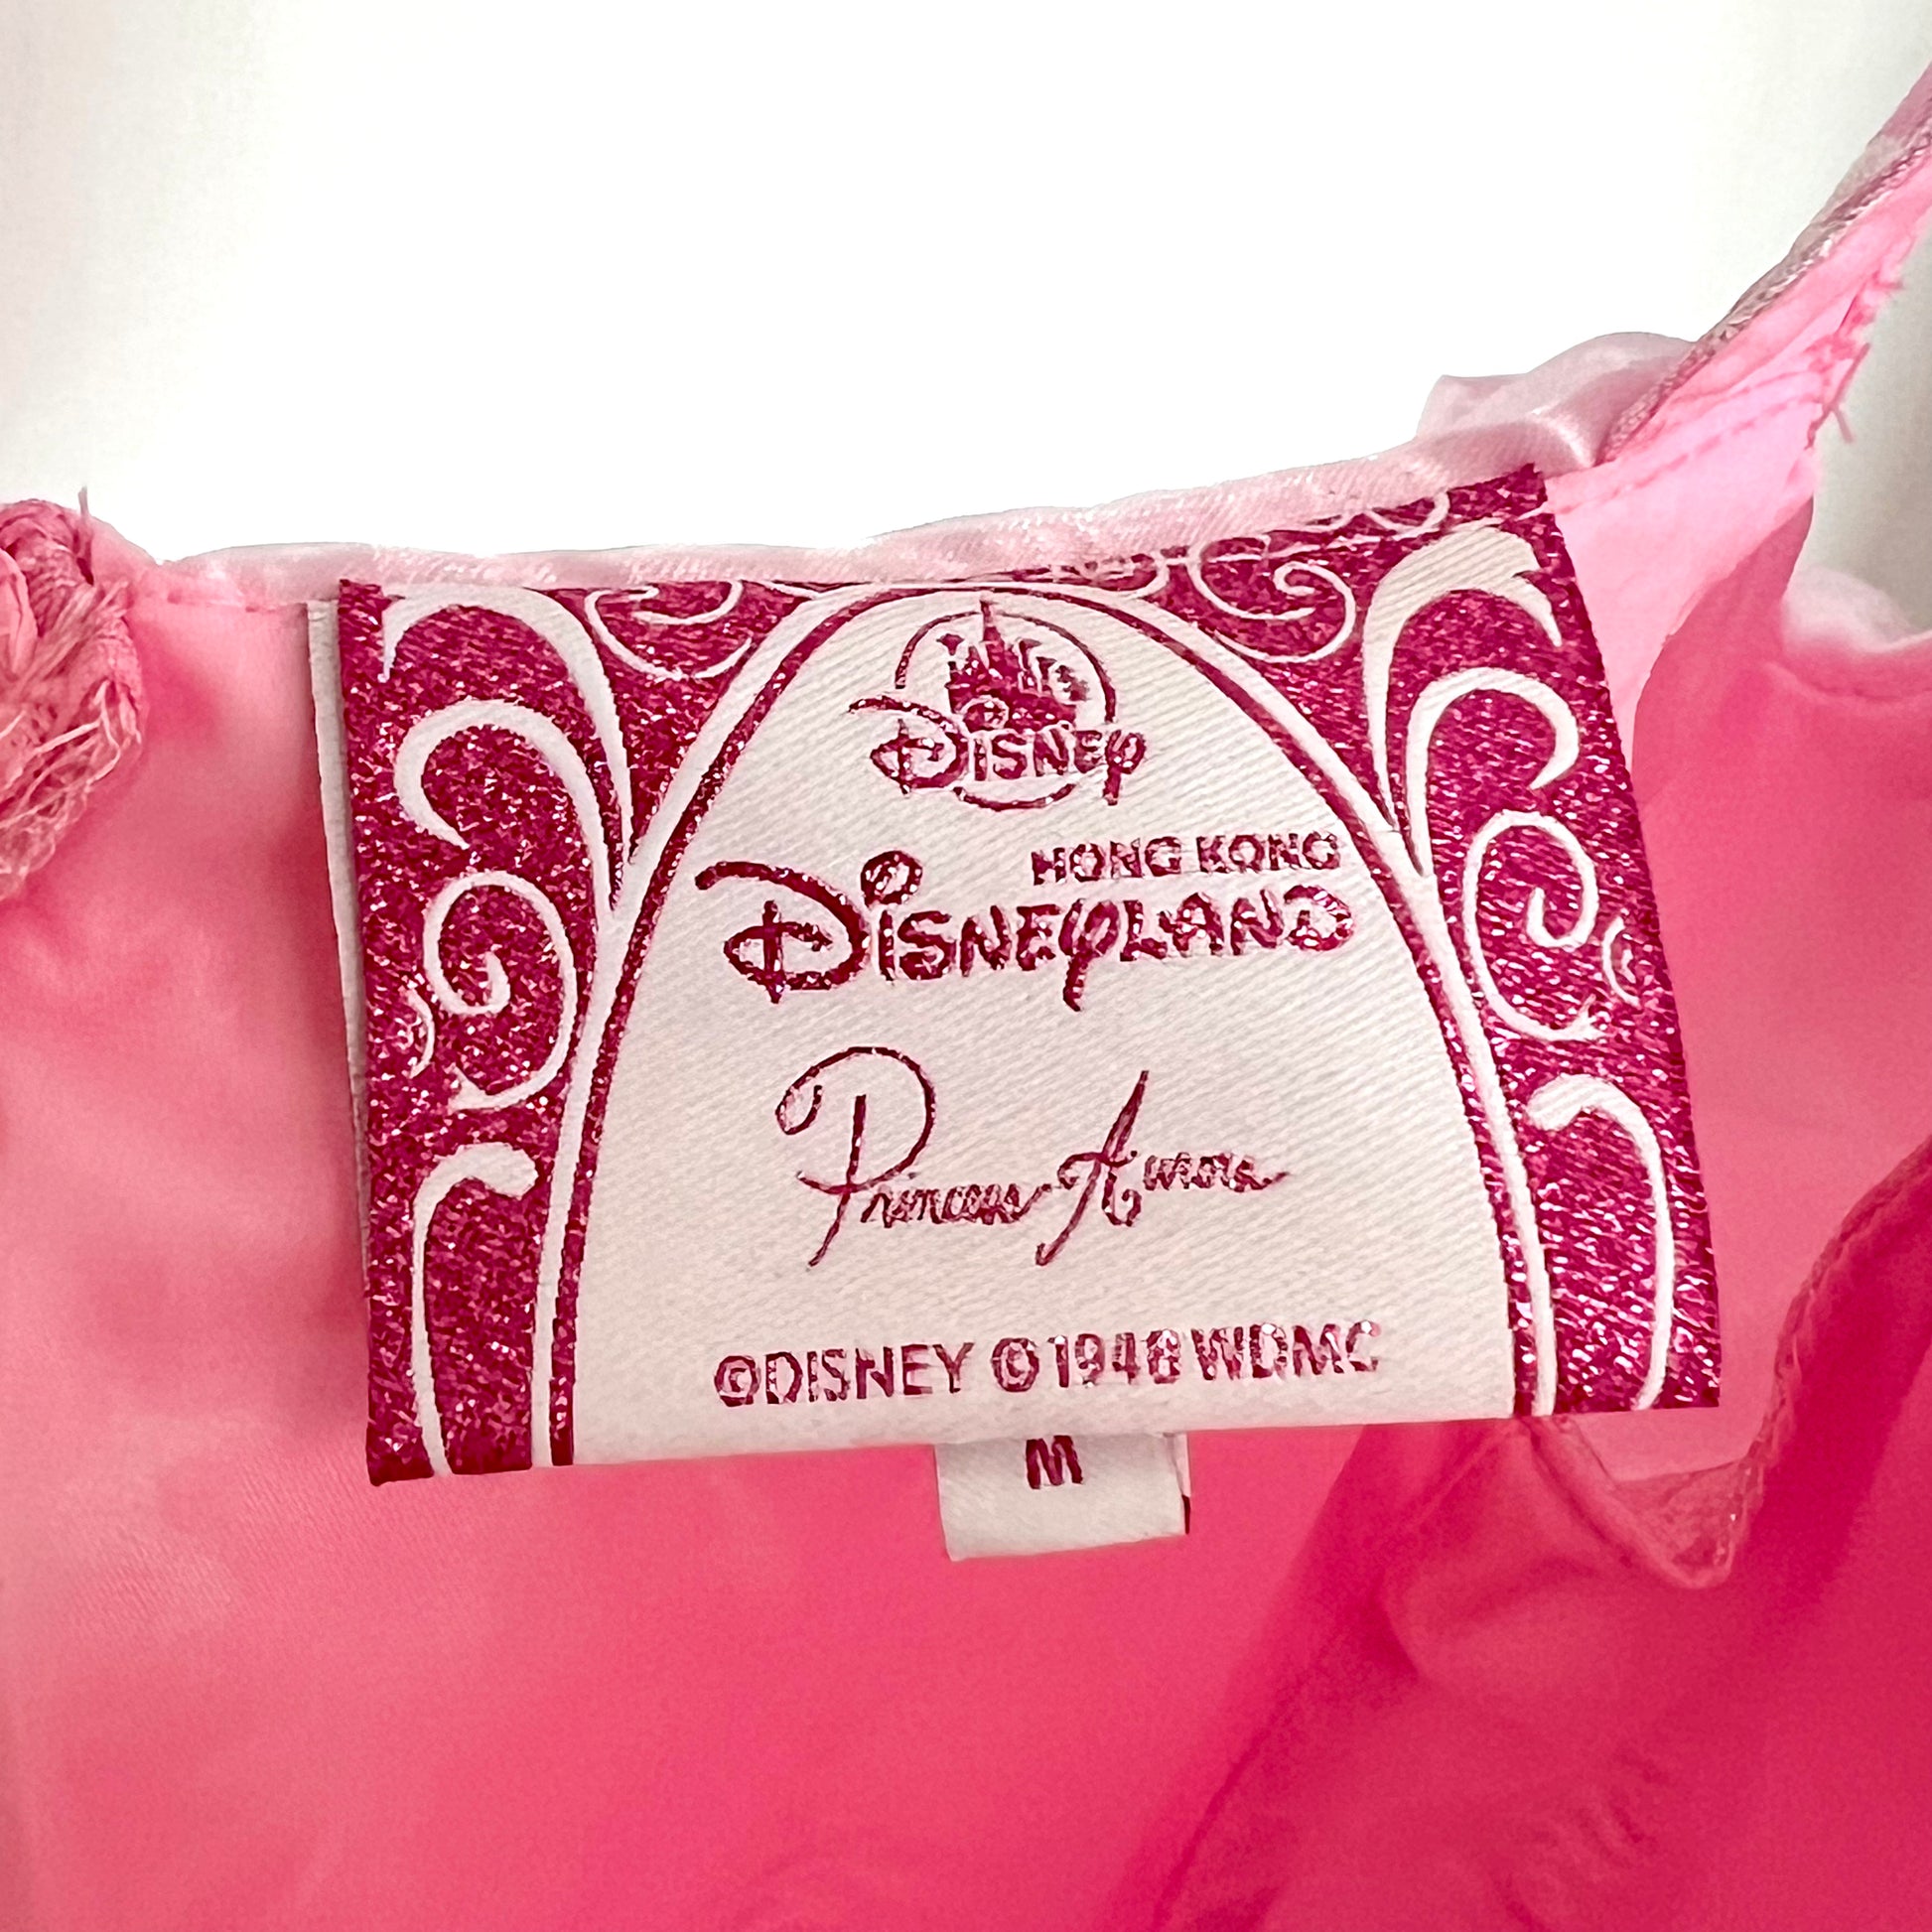 DISNEY
HONG KONG
DISNEYLAND
Princess Aurora
©DISNEY ©1948 WDMC
M